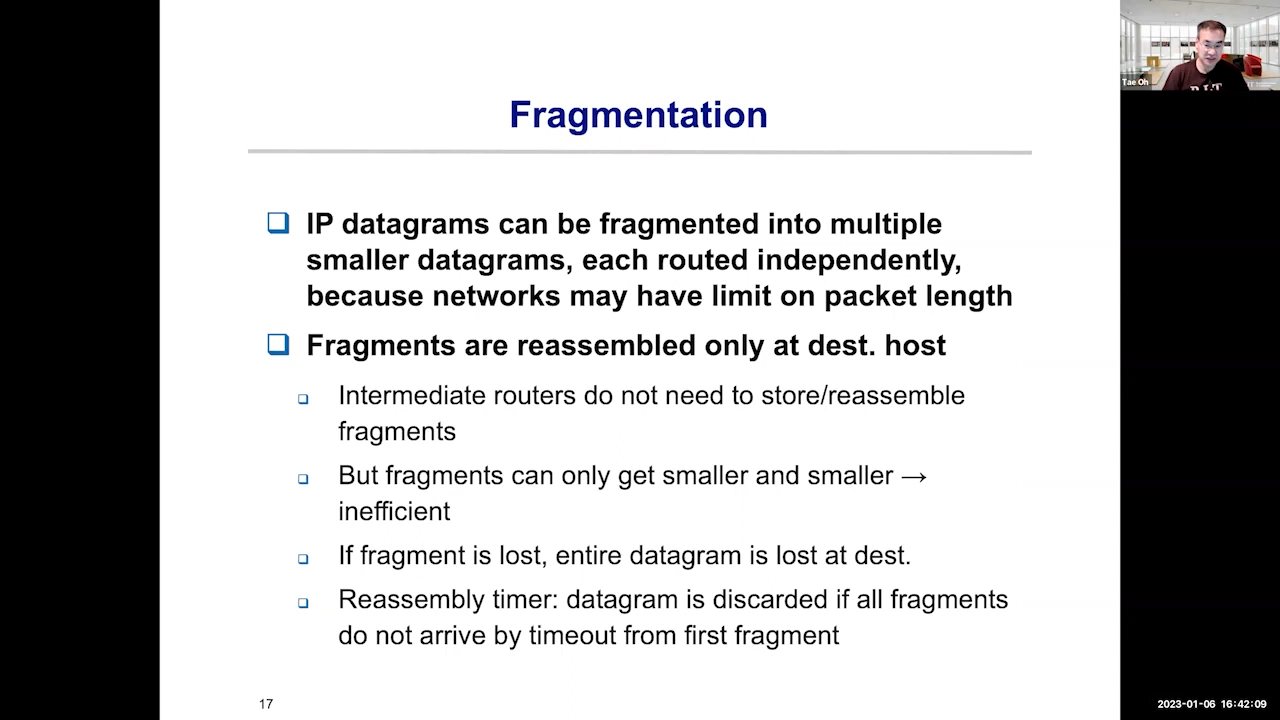 Fragmentation
❑ IP datagrams can be fragmented into multiple
smaller datagrams, each routed independently,
because networks may have limit on packet length
❑ Fragments are reassembled only at dest. host
❑ Intermediate routers do not need to store/reassemble
fragments
❑ But fragments can only get smaller and smaller →
inefficient
❑ If fragment is lost, entire datagram is lost at dest.
❑ Reassembly timer: datagram is discarded if all fragments
do not arrive by timeout from first fragment
17
Tae Oh
2023-01-06 16:42:09